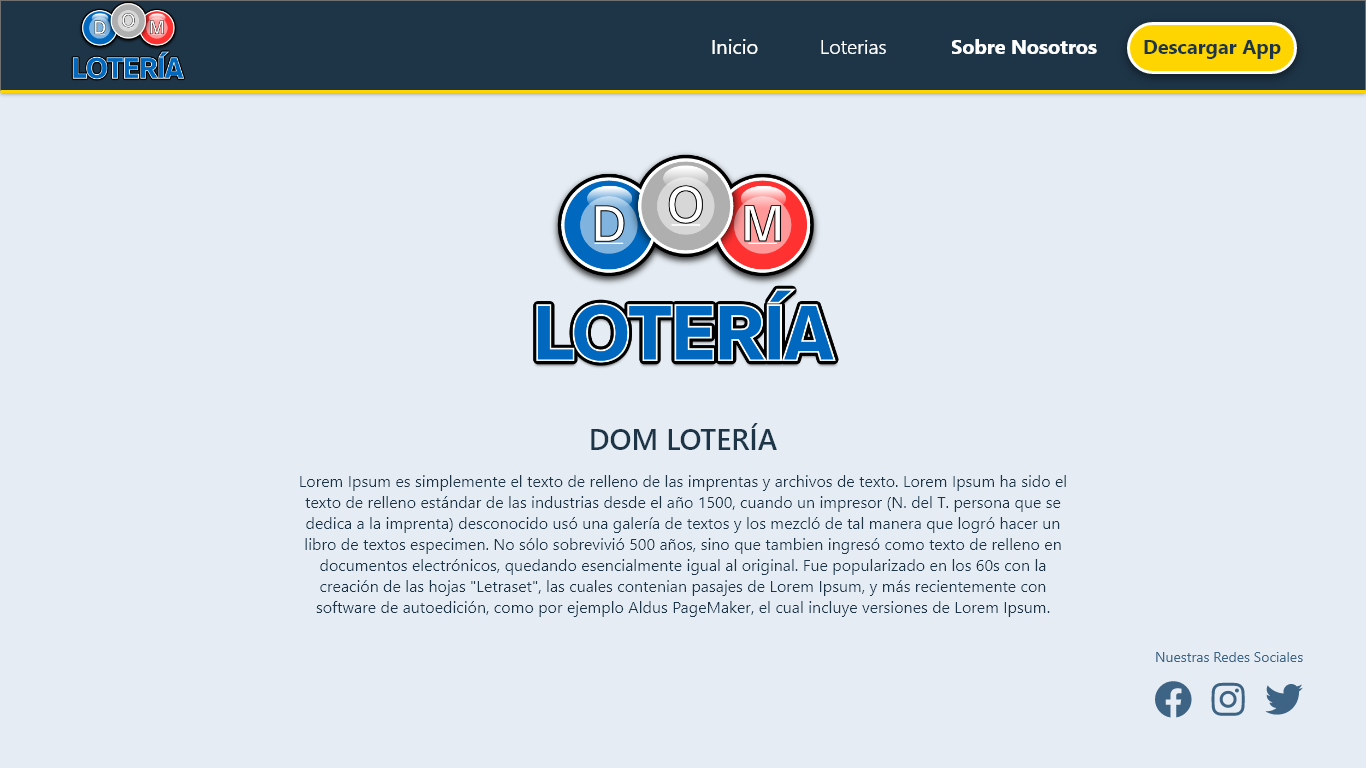 D O M
LOTERÍA
Inicio
Loterias
Sobre Nosotros
Descargar App
D O M
LOTERÍA
DOM LOTERÍA
Lorem Ipsum es simplemente el texto de relleno de las imprentas y archivos de texto. Lorem Ipsum ha sido el
texto de relleno estándar de las industrias desde el año 1500, cuando un impresor (N. del T. persona que se
dedica a la imprenta) desconocido usó una galería de textos y los mezcló de tal manera que logró hacer un
libro de textos especimen. No sólo sobrevivió 500 años, sino que tambien ingresó como texto de relleno en
documentos electrónicos, quedando esencialmente igual al original. Fue popularizado en los 60s con la
creación de las hojas "Letraset", las cuales contenian pasajes de Lorem Ipsum, y más recientemente con
software de autoedición, como por ejemplo Aldus PageMaker, el cual incluye versiones de Lorem Ipsum.
Nuestras Redes Sociales